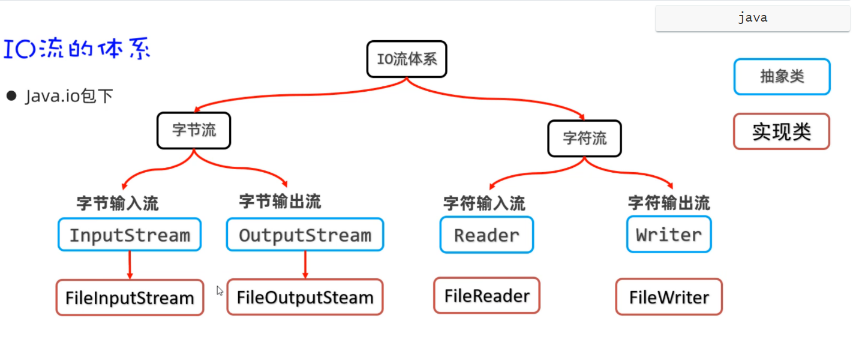 java
IO流的体系
IO流体系
抽象类
● Java.io包下
字节流
字符流
实现类
字节输入流
字节输出流
字符输入流
字符输出流
InputStream
OutputStream
Reader
Writer
FileInputStream
FileOutputSteam
FileReader
FileWriter